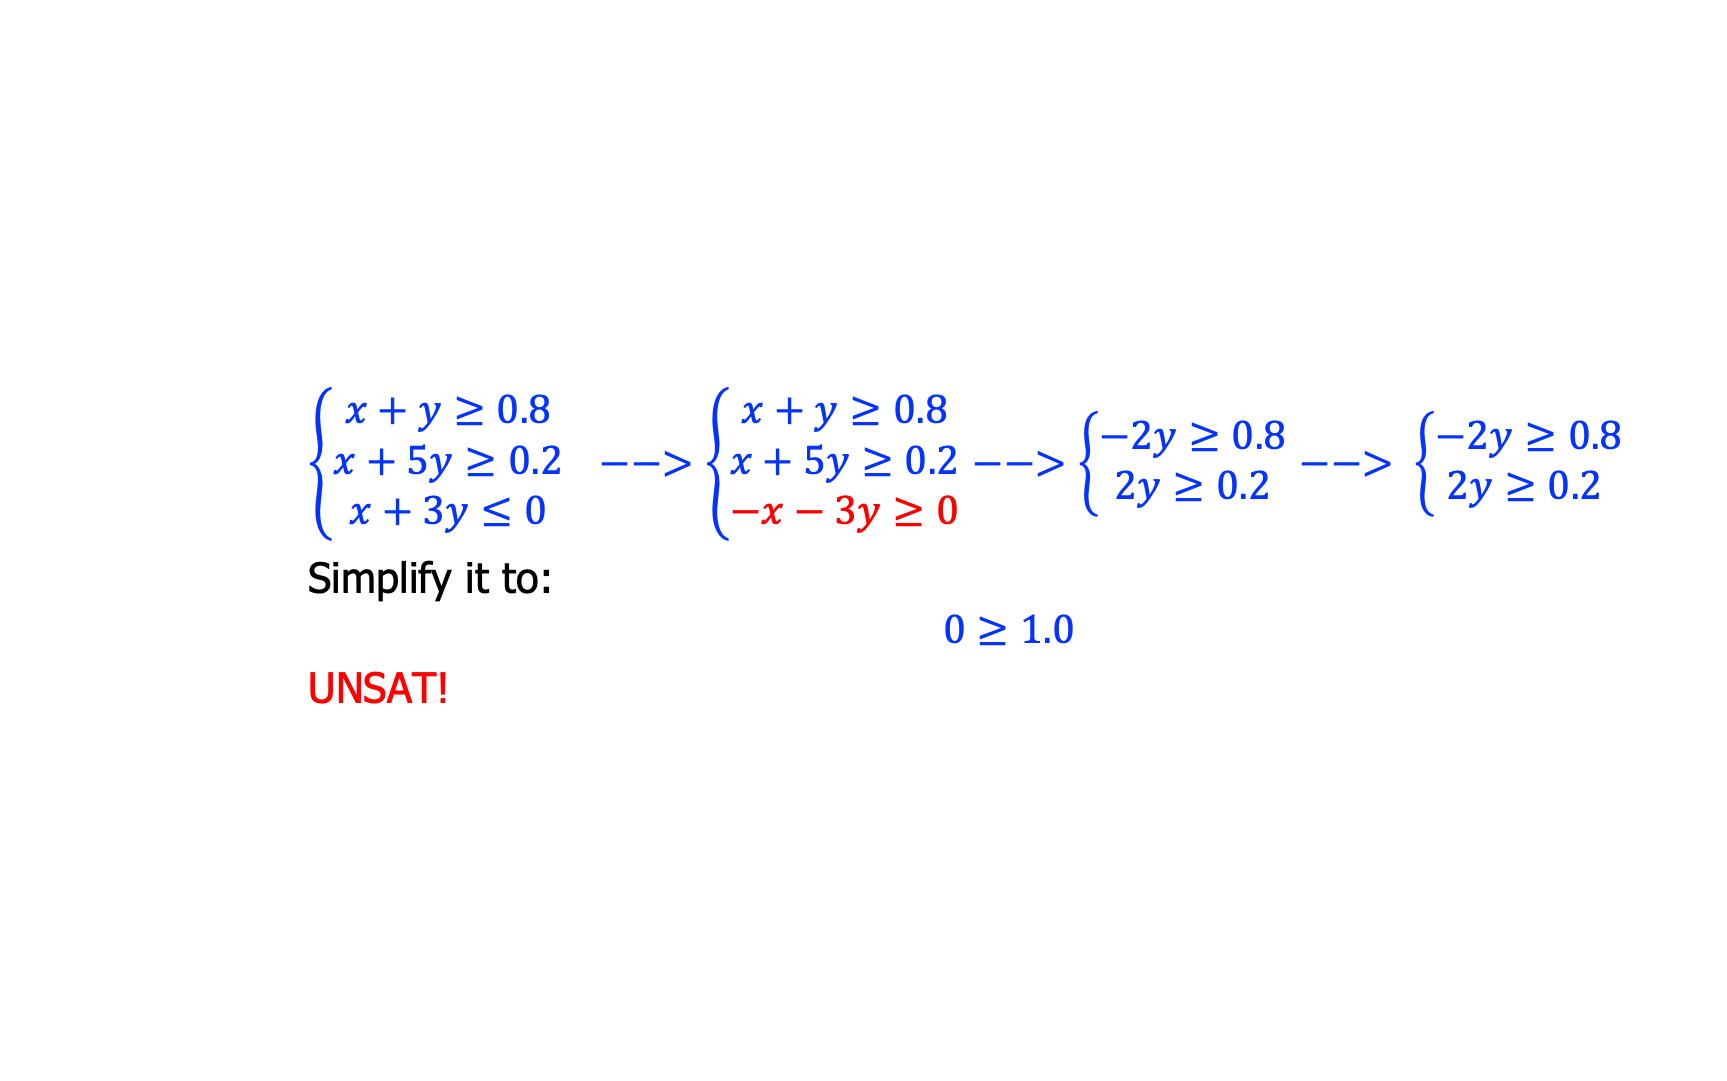 x + y ≥ 0.8 x + y ≥ 0.8
−2y ≥ 0.8 −2y ≥ 0.8
x + 5y ≥ 0.2 −−> x + 5y ≥ 0.2 −−> −−>
2y ≥ 0.2 2y ≥ 0.2
x + 3y ≤ 0 −x − 3y ≥ 0
Simplify it to:
0 ≥ 1.0
UNSAT!